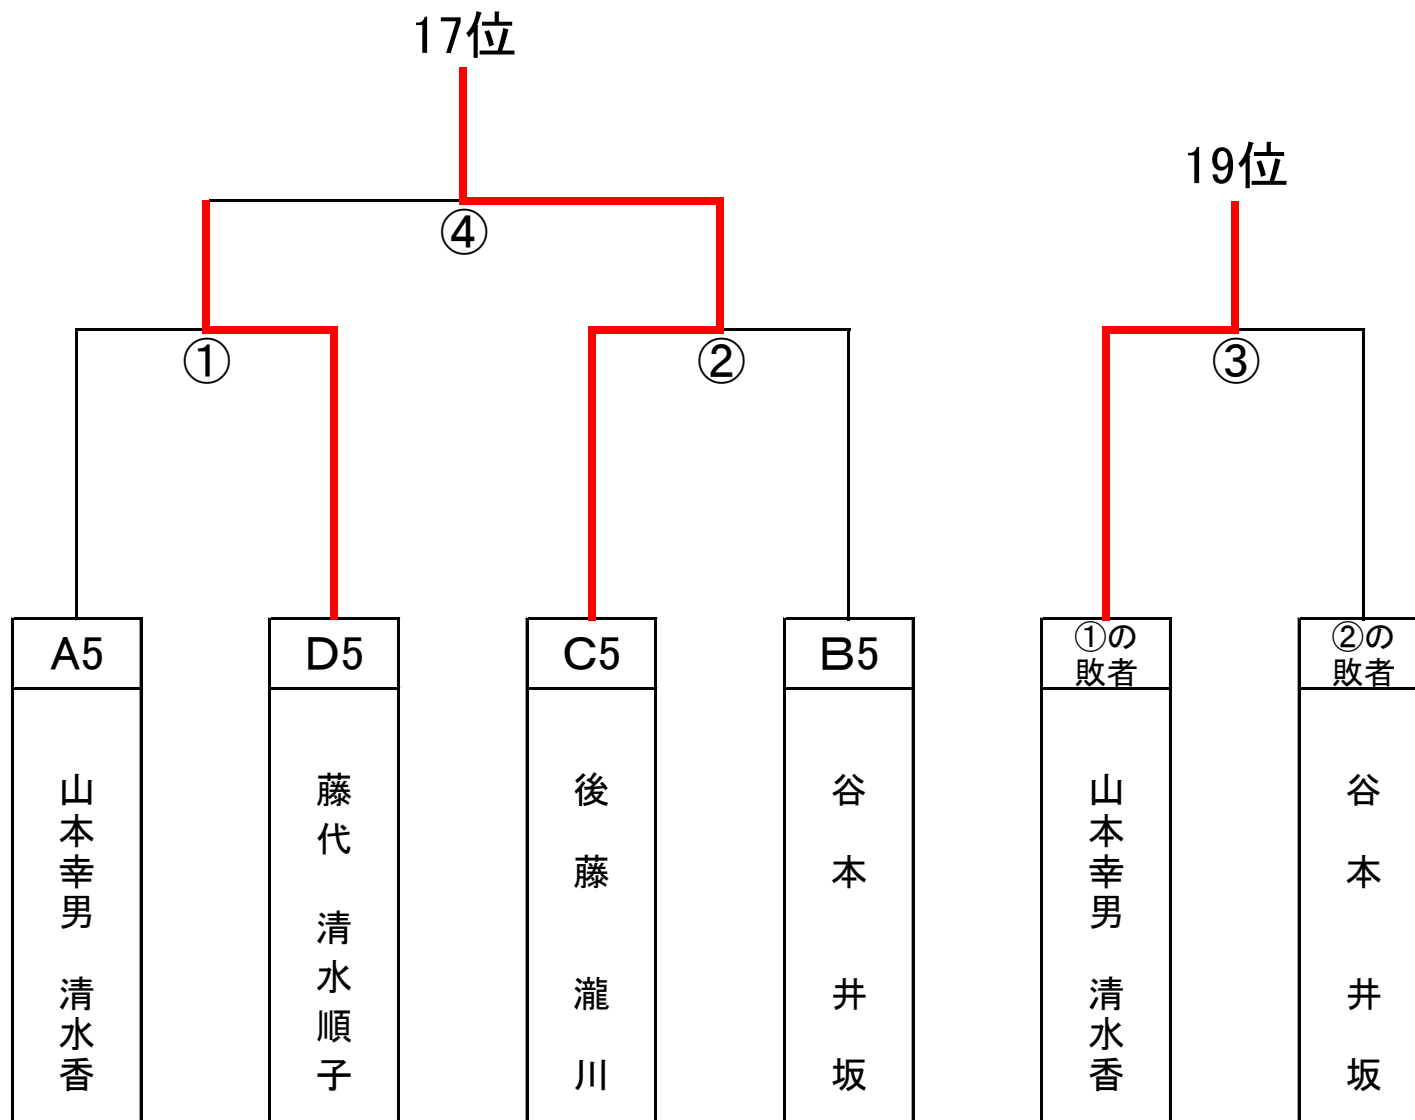 17位
19位
④
①
②
③
A5
D5
C5
B5
①の
敗者
②の
敗者
山本幸男 清水香
藤代 清水順子
後藤 瀧川
谷本 井坂
山本幸男 清水香
谷本 井坂